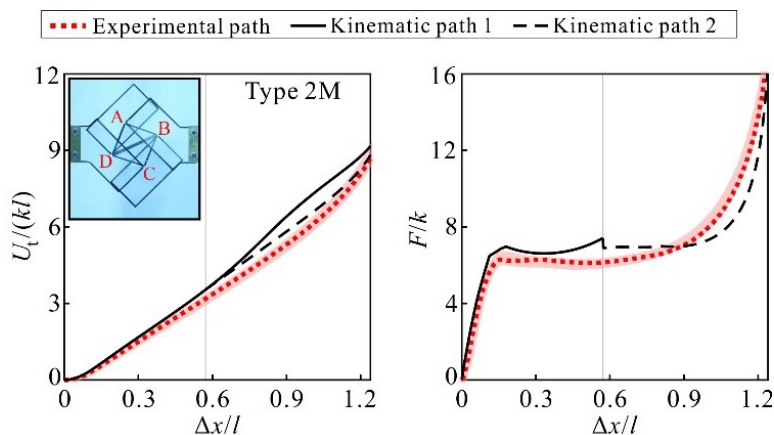 Experimental path Kinematic path 1 Kinematic path 2
Type 2M
A
B
D
C
U_t/(kl)
12
9
6
3
0
0 0.3 0.6 0.9 1.2
Δx/l
F/k
16
12
8
4
0
0 0.3 0.6 0.9 1.2
Δx/l